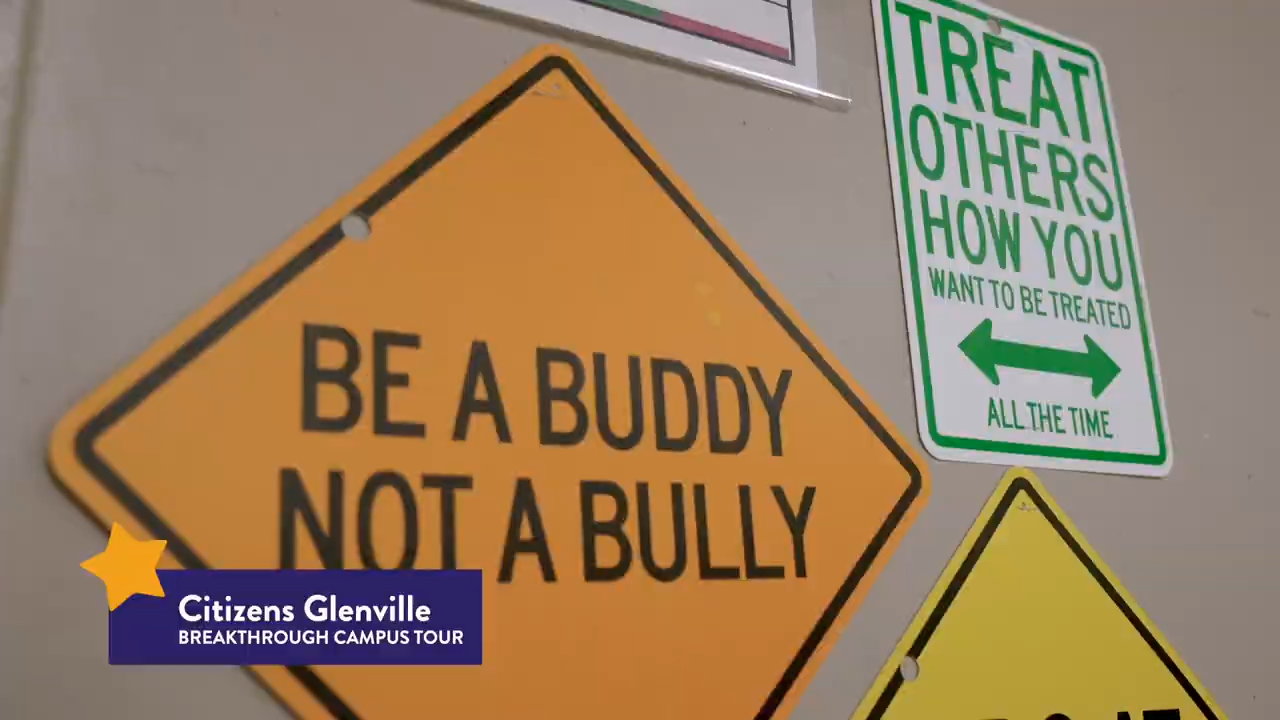 TREAT
OTHERS
HOW YOU
WANT TO BE TREATED
ALL THE TIME
BE A BUDDY
NOT A BULLY
Citizens Glenville
BREAKTHROUGH CAMPUS TOUR